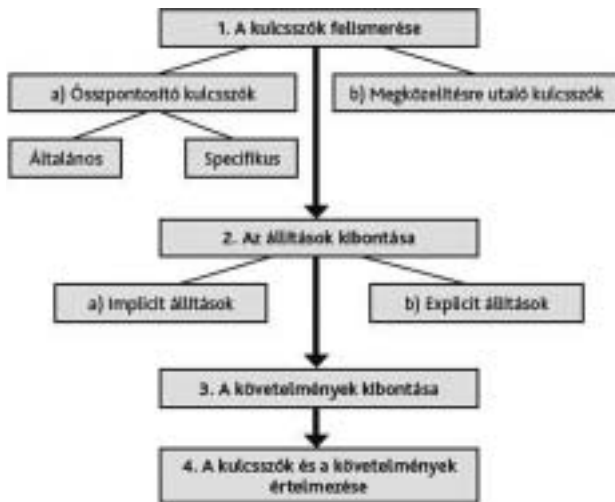 1. A kulcsszók felismerése
a) Összpontosító kulcsszók
b) Megközelítésre utaló kulcsszók
Általános
Specifikus
2. Az állítások kibontása
a) Implicit állítások
b) Explicit állítások
3. A követelmények kibontása
4. A kulcsszók és a követelmények
értelmezése